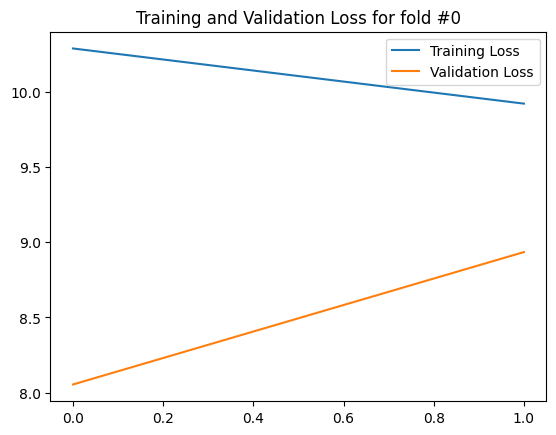 Training and Validation Loss for fold #0
Training Loss
Validation Loss
10.0
9.5
9.0
8.5
8.0
0.0 0.2 0.4 0.6 0.8 1.0